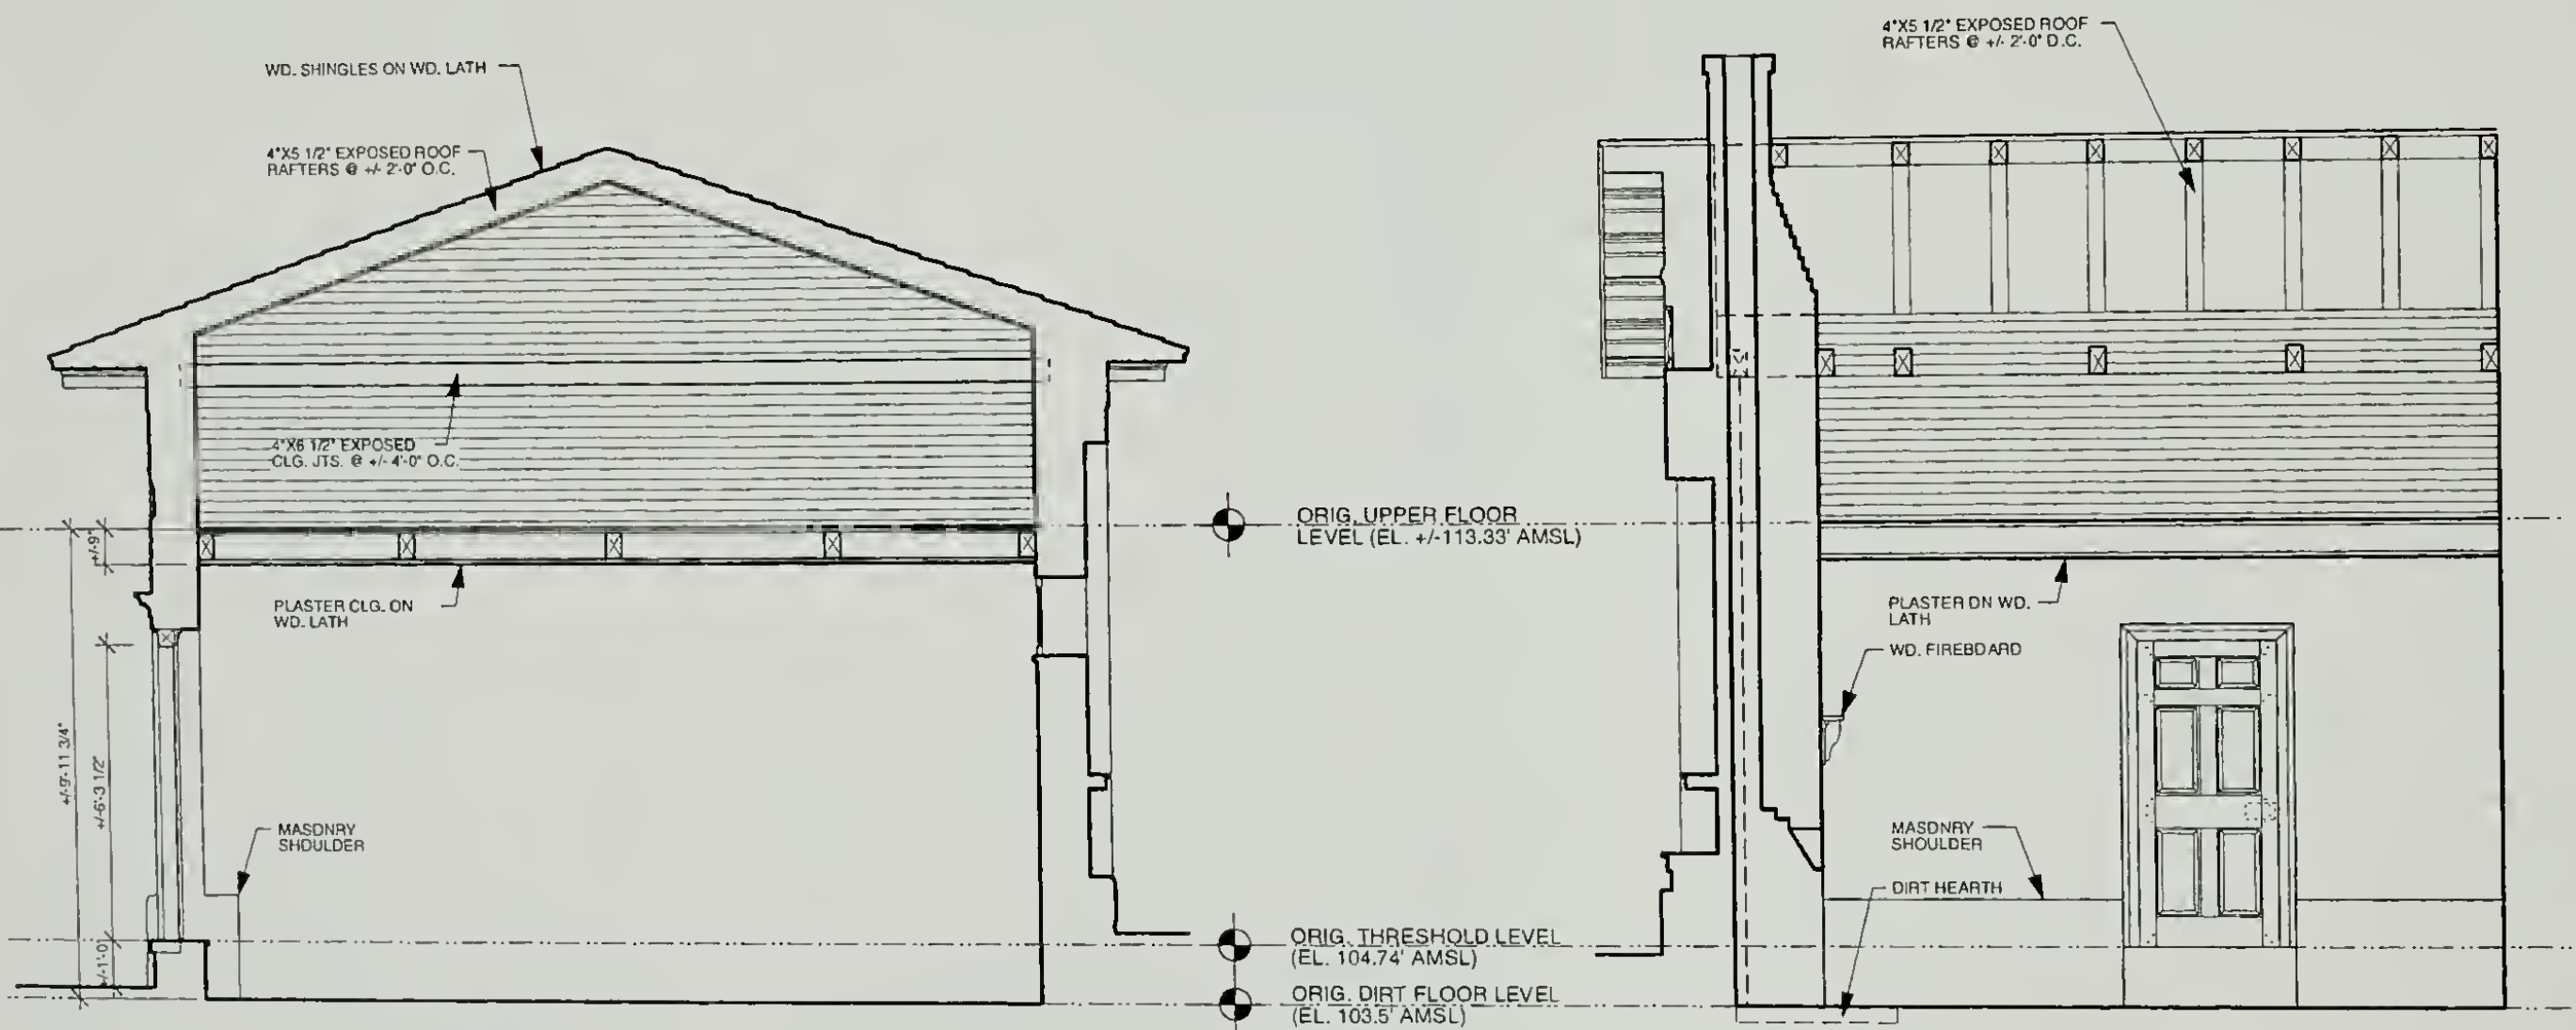 WD. SHINGLES ON WD. LATH
4"X5 1/2" EXPOSED ROOF
RAFTERS @ +/- 2'-0" O.C.
4"X6 1/2" EXPOSED
CLG. JTS. @ +/- 4'-0" O.C.
+/-9"
PLASTER CLG. ON
WD. LATH
+/-9'-11 3/4"
+/-6'-3 1/2"
+/-1'-0"
MASONRY
SHOULDER
ORIG. UPPER FLOOR
LEVEL (EL. +/-113.33' AMSL)
ORIG. THRESHOLD LEVEL
(EL. 104.74' AMSL)
ORIG. DIRT FLOOR LEVEL
(EL. 103.5' AMSL)
4"X5 1/2" EXPOSED ROOF
RAFTERS @ +/- 2'-0" O.C.
PLASTER ON WD.
LATH
WD. FIREBOARD
MASONRY
SHOULDER
DIRT HEARTH